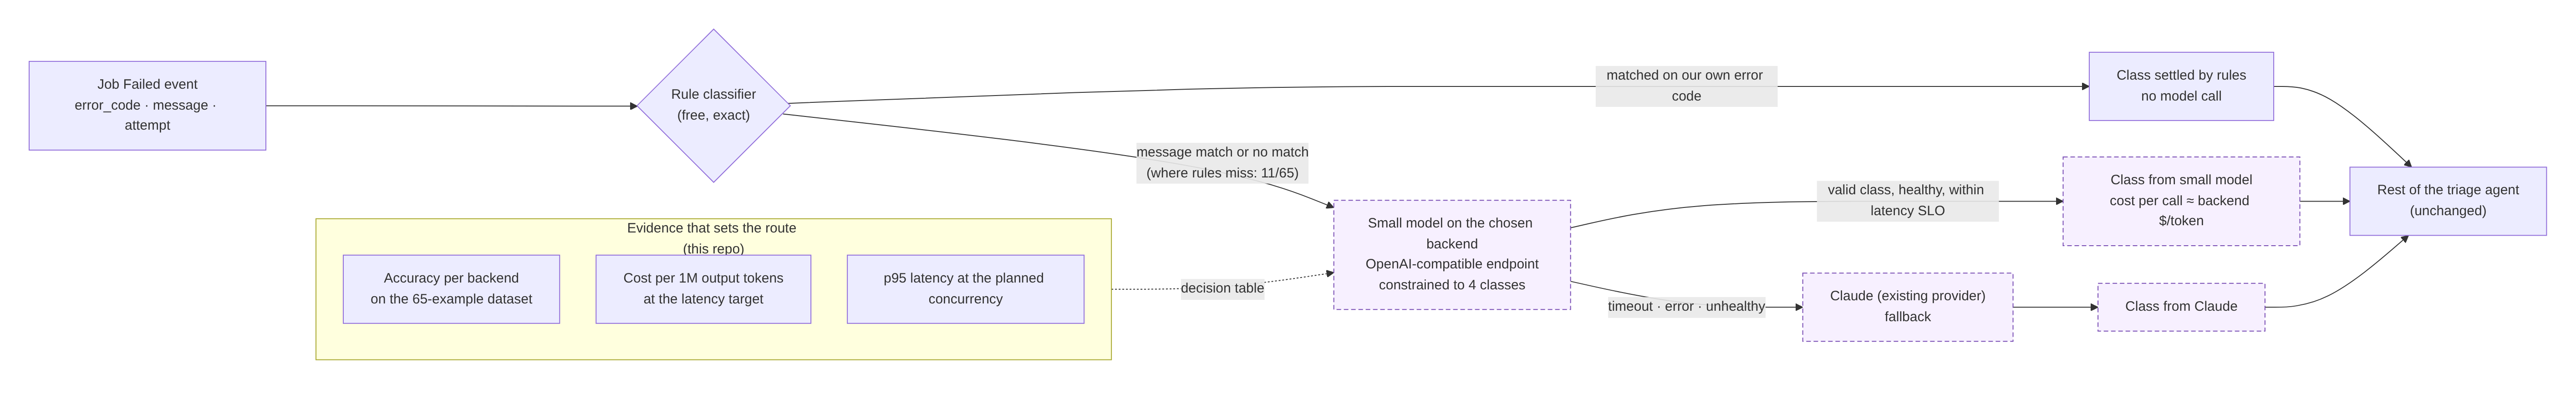 Job Failed event
error_code · message ·
attempt
Rule classifier
(free, exact)
matched on our own error
code
Class settled by rules
no model call
message match or no match
(where rules miss: 11/65)
Evidence that sets the route
(this repo)
Accuracy per backend
on the 65-example dataset
Cost per 1M output tokens
at the latency target
p95 latency at the planned
concurrency
decision table
Small model on the chosen
backend
OpenAI-compatible endpoint
constrained to 4 classes
valid class, healthy, within
latency SLO
Class from small model
cost per call ≈ backend
$/token
timeout · error · unhealthy
Claude (existing provider)
fallback
Class from Claude
Rest of the triage agent
(unchanged)